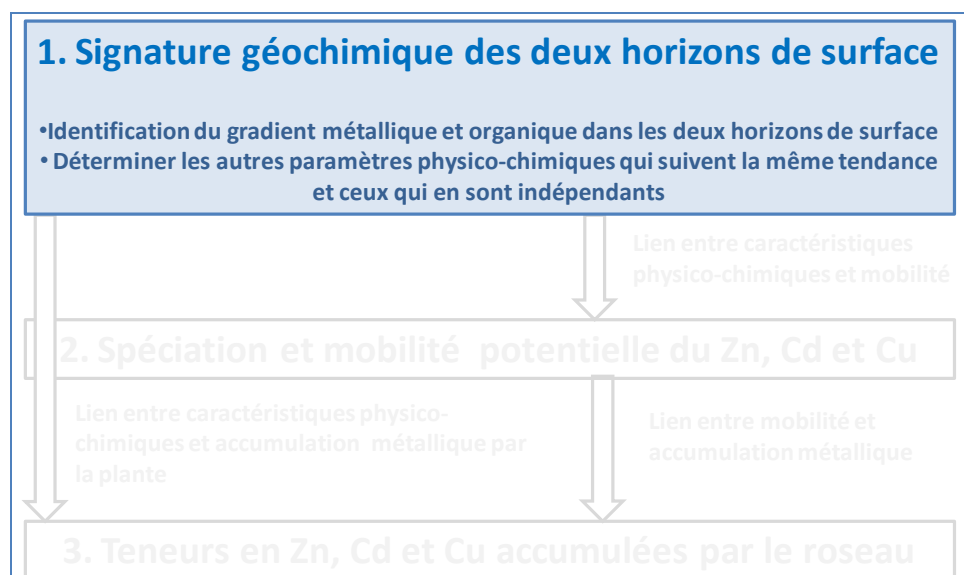 1. Signature géochimique des deux horizons de surface
•Identification du gradient métallique et organique dans les deux horizons de surface
• Déterminer les autres paramètres physico-chimiques qui suivent la même tendance
et ceux qui en sont indépendants
Lien entre caractéristiques
physico-chimiques et mobilité
2. Spéciation et mobilité potentielle du Zn, Cd et Cu
Lien entre caractéristiques physico-
chimiques et accumulation métallique par
la plante
Lien entre mobilité et
accumulation métallique
3. Teneurs en Zn, Cd et Cu accumulées par le roseau